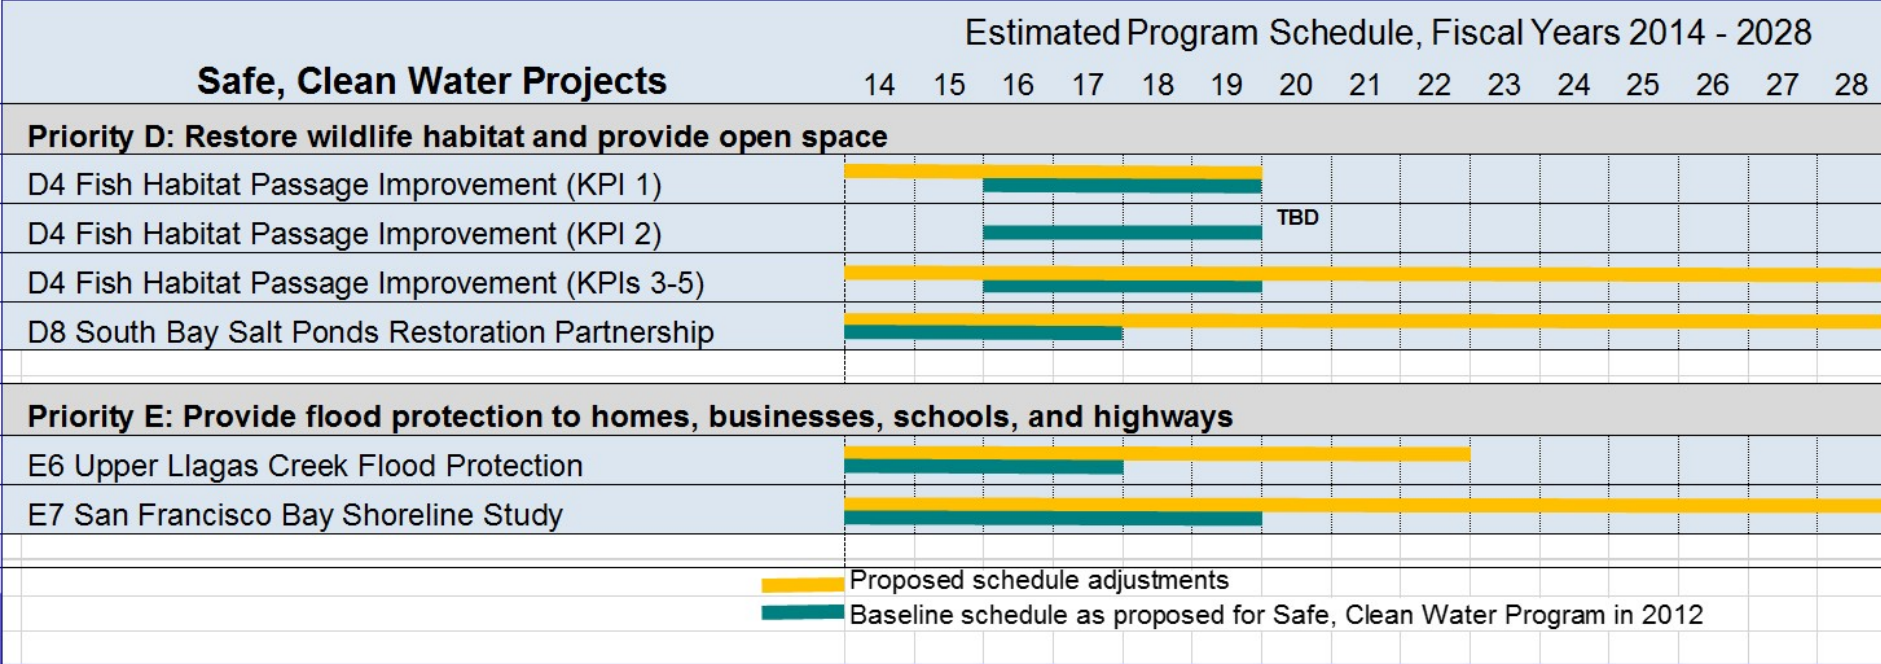 Estimated Program Schedule, Fiscal Years 2014 - 2028
Safe, Clean Water Projects 14 15 16 17 18 19 20 21 22 23 24 25 26 27 28
Priority D: Restore wildlife habitat and provide open space
D4 Fish Habitat Passage Improvement (KPI 1)
D4 Fish Habitat Passage Improvement (KPI 2) TBD
D4 Fish Habitat Passage Improvement (KPIs 3-5)
D8 South Bay Salt Ponds Restoration Partnership
Priority E: Provide flood protection to homes, businesses, schools, and highways
E6 Upper Llagas Creek Flood Protection
E7 San Francisco Bay Shoreline Study
Proposed schedule adjustments
Baseline schedule as proposed for Safe, Clean Water Program in 2012